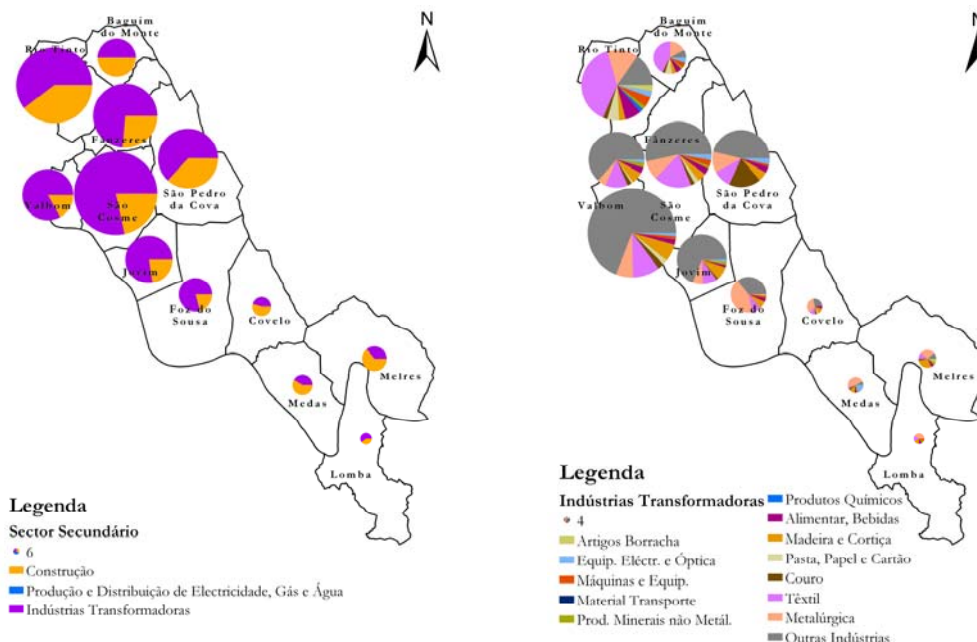 N
Baguim
do Monte
Rio Tinto
Fânzeres
São Pedro
da Cova
Valbom
São
Cosme
Jovim
Foz do
Sousa
Covelo
Melres
Medas
Lomba
Legenda
Sector Secundário
6
Construção
Produção e Distribuição de Electricidade, Gás e Água
Indústrias Transformadoras
N
Baguim
do Monte
Rio Tinto
Fânzeres
São Pedro
da Cova
Valbom
São
Cosme
Jovim
Foz do
Sousa
Covelo
Melres
Medas
Lomba
Legenda
Indústrias Transformadoras
4
Artigos Borracha
Equip. Eléctr. e Óptica
Máquinas e Equip.
Material Transporte
Prod. Minerais não Metál.
Produtos Químicos
Alimentar, Bebidas
Madeira e Cortiça
Pasta, Papel e Cartão
Couro
Têxtil
Metalúrgica
Outras Indústrias